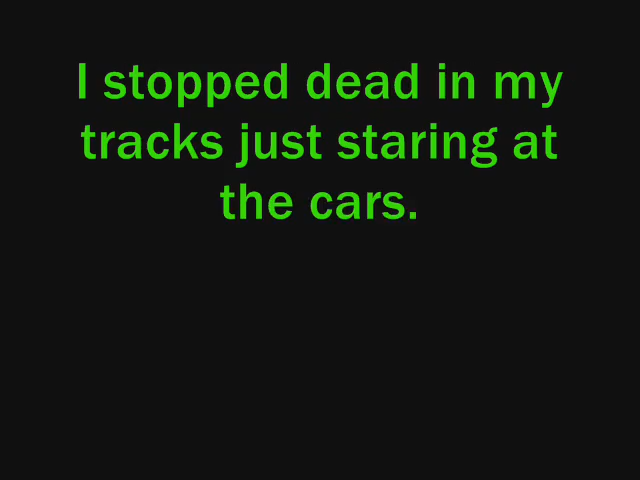 I stopped dead in my
tracks just staring at
the cars.